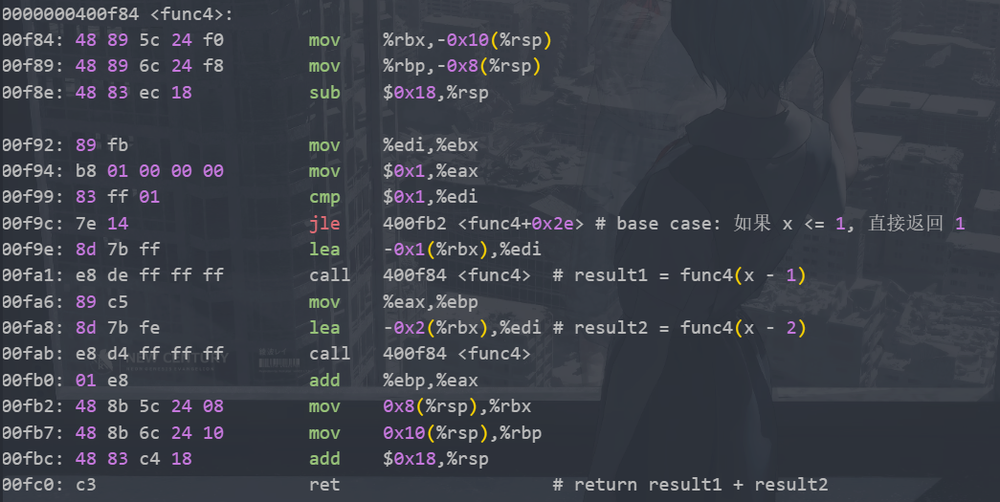 0000000400f84 <func4>:
00f84: 48 89 5c 24 f0 mov %rbx,-0x10(%rsp)
00f89: 48 89 6c 24 f8 mov %rbp,-0x8(%rsp)
00f8e: 48 83 ec 18 sub $0x18,%rsp
00f92: 89 fb mov %edi,%ebx
00f94: b8 01 00 00 00 mov $0x1,%eax
00f99: 83 ff 01 cmp $0x1,%edi
00f9c: 7e 14 jle 400fb2 <func4+0x2e> # base case: 如果 x <= 1, 直接返回 1
00f9e: 8d 7b ff lea -0x1(%rbx),%edi
00fa1: e8 de ff ff ff call 400f84 <func4> # result1 = func4(x - 1)
00fa6: 89 c5 mov %eax,%ebp
00fa8: 8d 7b fe lea -0x2(%rbx),%edi # result2 = func4(x - 2)
00fab: e8 d4 ff ff ff call 400f84 <func4>
00fb0: 01 e8 add %ebp,%eax
00fb2: 48 8b 5c 24 08 mov 0x8(%rsp),%rbx
00fb7: 48 8b 6c 24 10 mov 0x10(%rsp),%rbp
00fbc: 48 83 c4 18 add $0x18,%rsp
00fc0: c3 ret # return result1 + result2